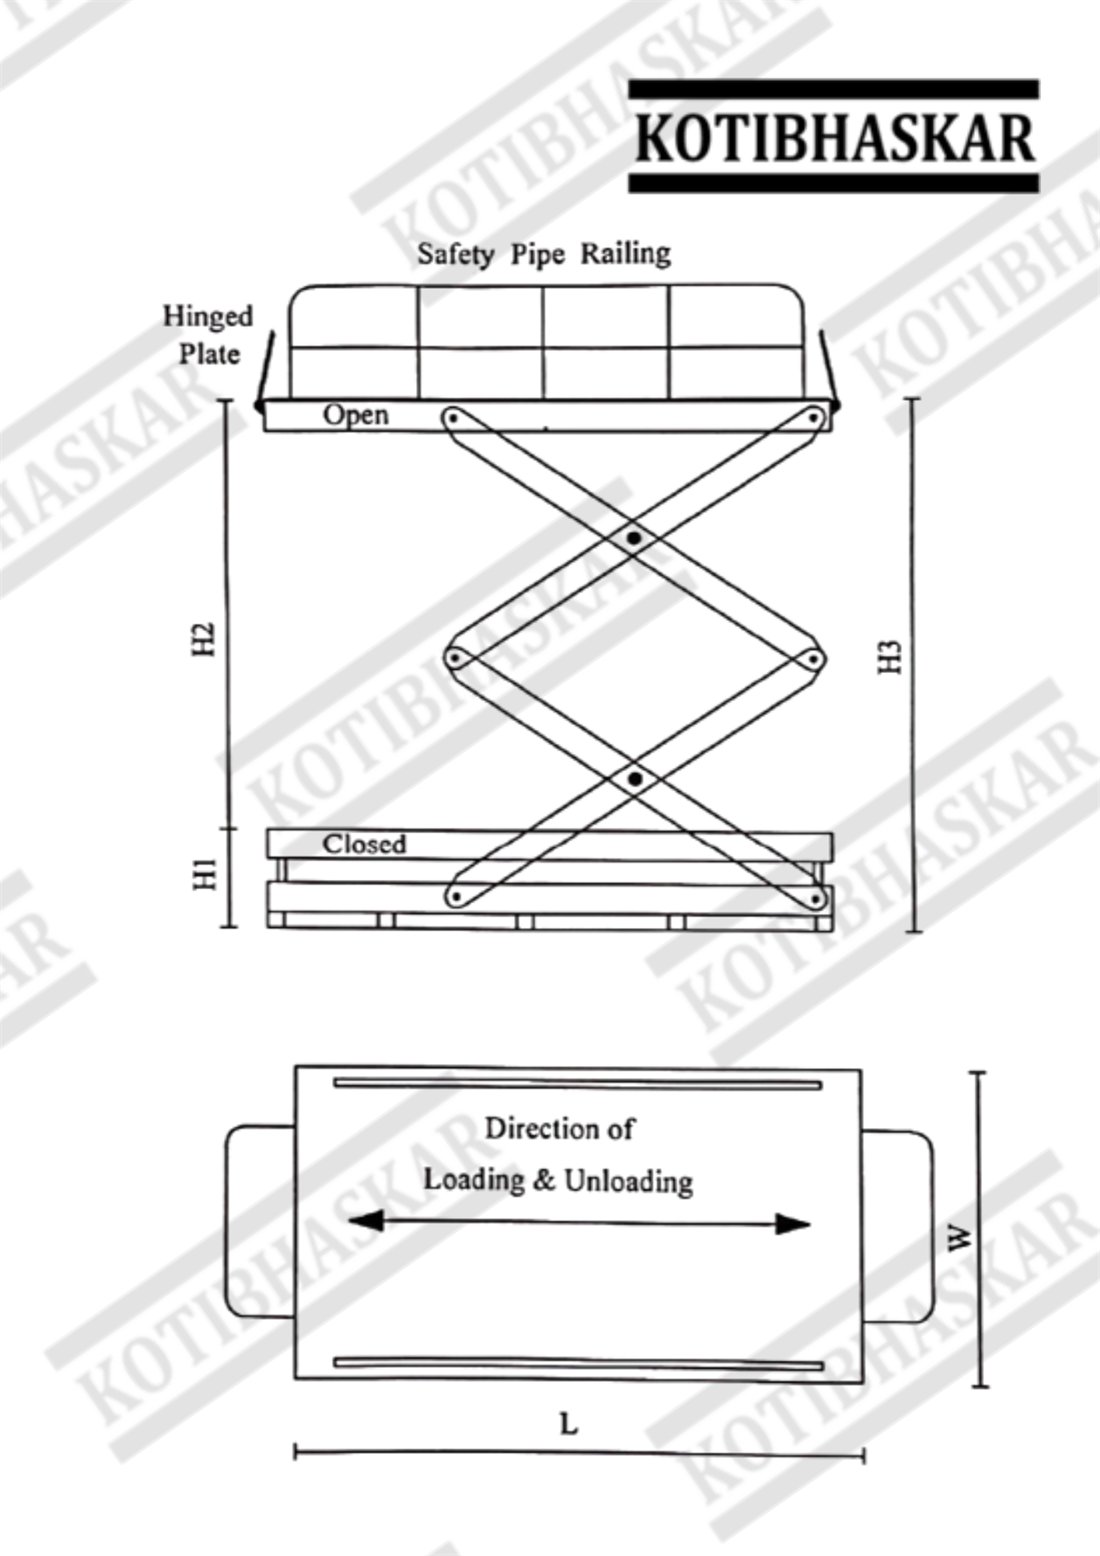 KOTIBHASKAR
Safety Pipe Railing
Hinged
Plate
Open
H2
H3
Closed
H1
Direction of
Loading & Unloading
W
L